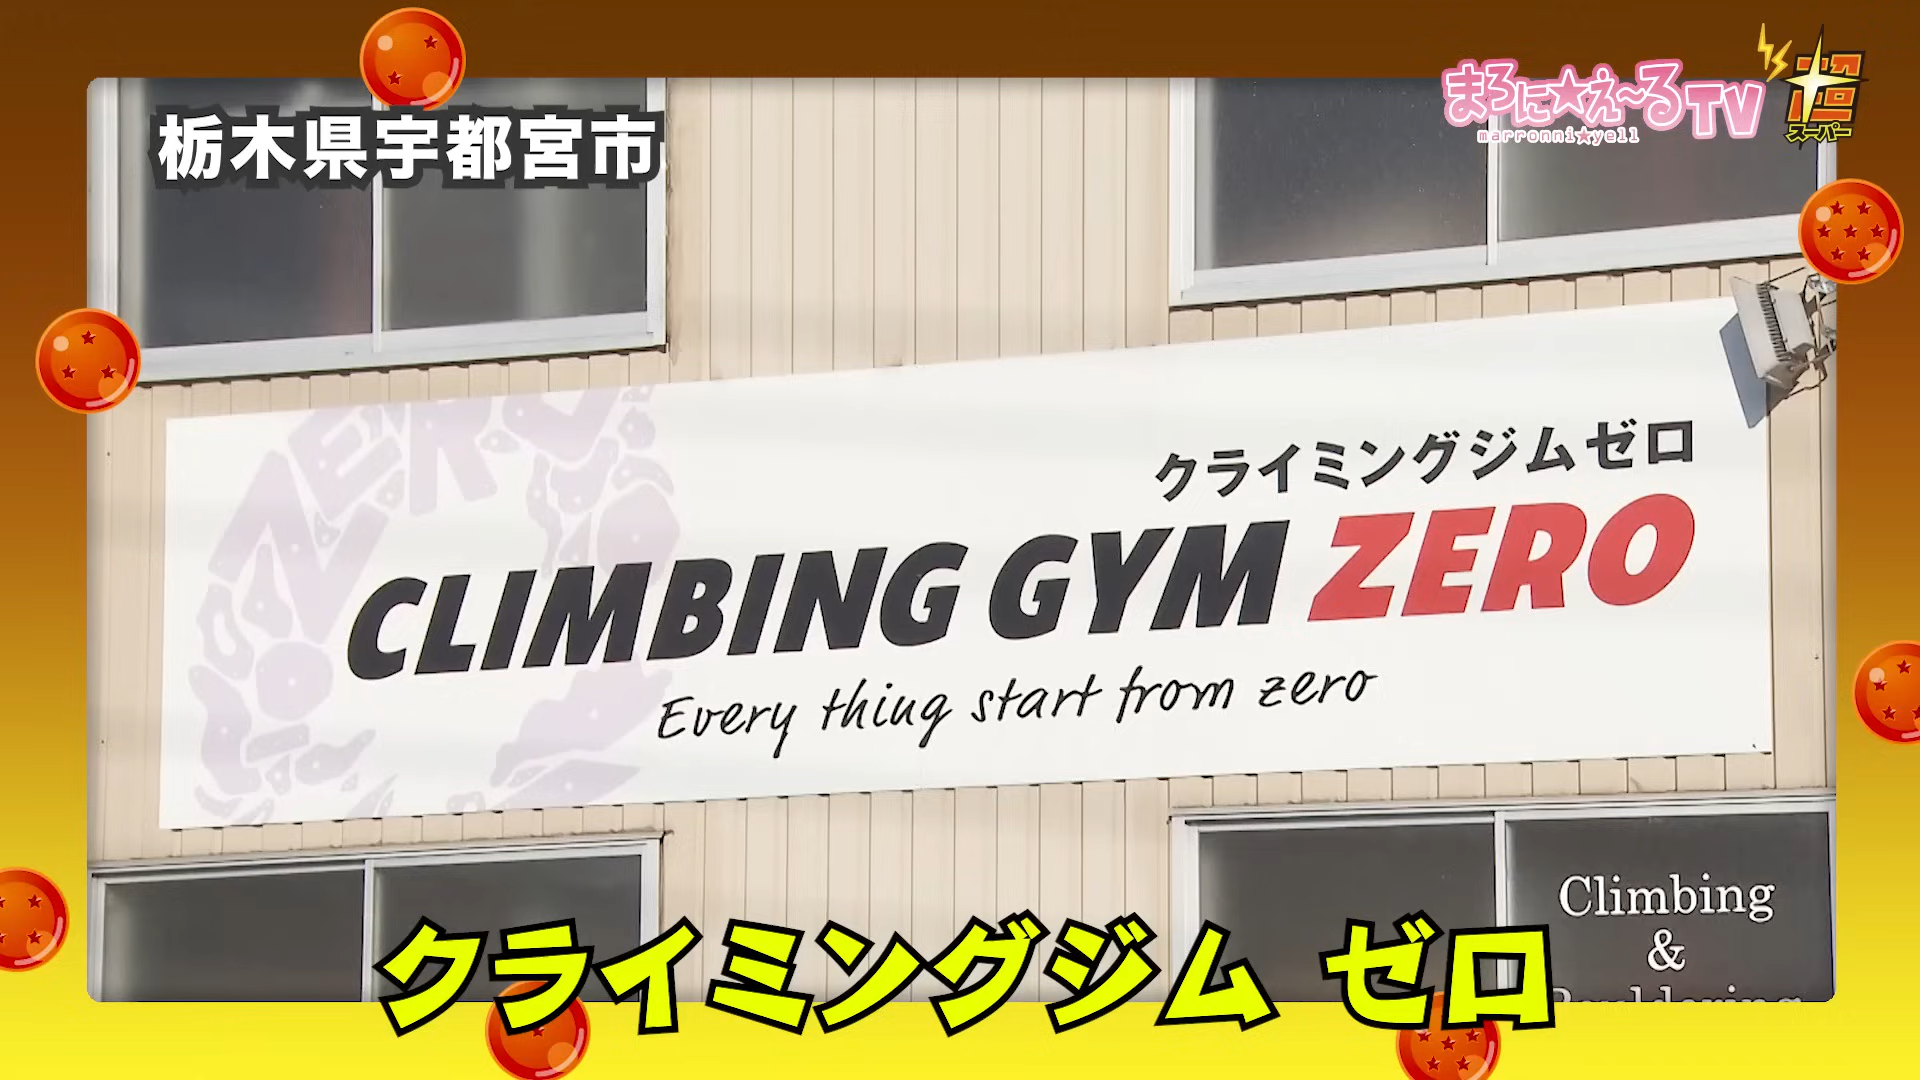 栃木県宇都宮市
まろに★え〜るTV
marronni★yell
超
スーパー
クライミングジムゼロ
CLIMBING GYM ZERO
Every thing start from zero
Climbing
&
Bouldering
クライミングジム ゼロ